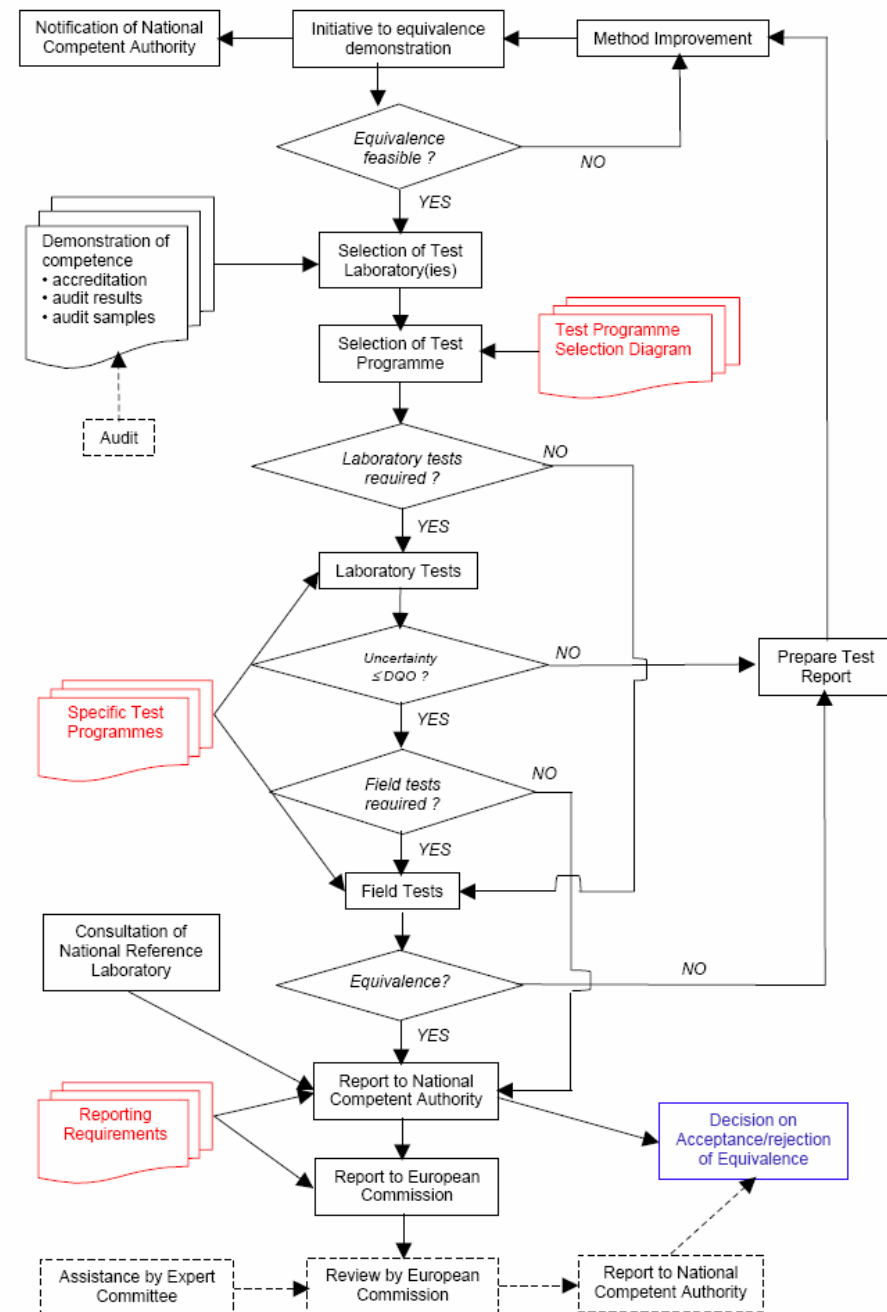 Notification of National
Competent Authority
Initiative to equivalence
demonstration
Method Improvement
Equivalence
feasible ?
NO
YES
Demonstration of
competence
• accreditation
• audit results
• audit samples
Selection of Test
Laboratory(ies)
Selection of Test
Programme
Test Programme
Selection Diagram
Audit
Laboratory tests
required ?
NO
YES
Laboratory Tests
Uncertainty
≤ DQO ?
NO
Prepare Test
Report
YES
Specific Test
Programmes
Field tests
required ?
NO
YES
Field Tests
Consultation of
National Reference
Laboratory
Equivalence?
NO
YES
Report to National
Competent Authority
Reporting
Requirements
Decision on
Acceptance/rejection
of Equivalence
Report to European
Commission
Assistance by Expert
Committee
Review by European
Commission
Report to National
Competent Authority